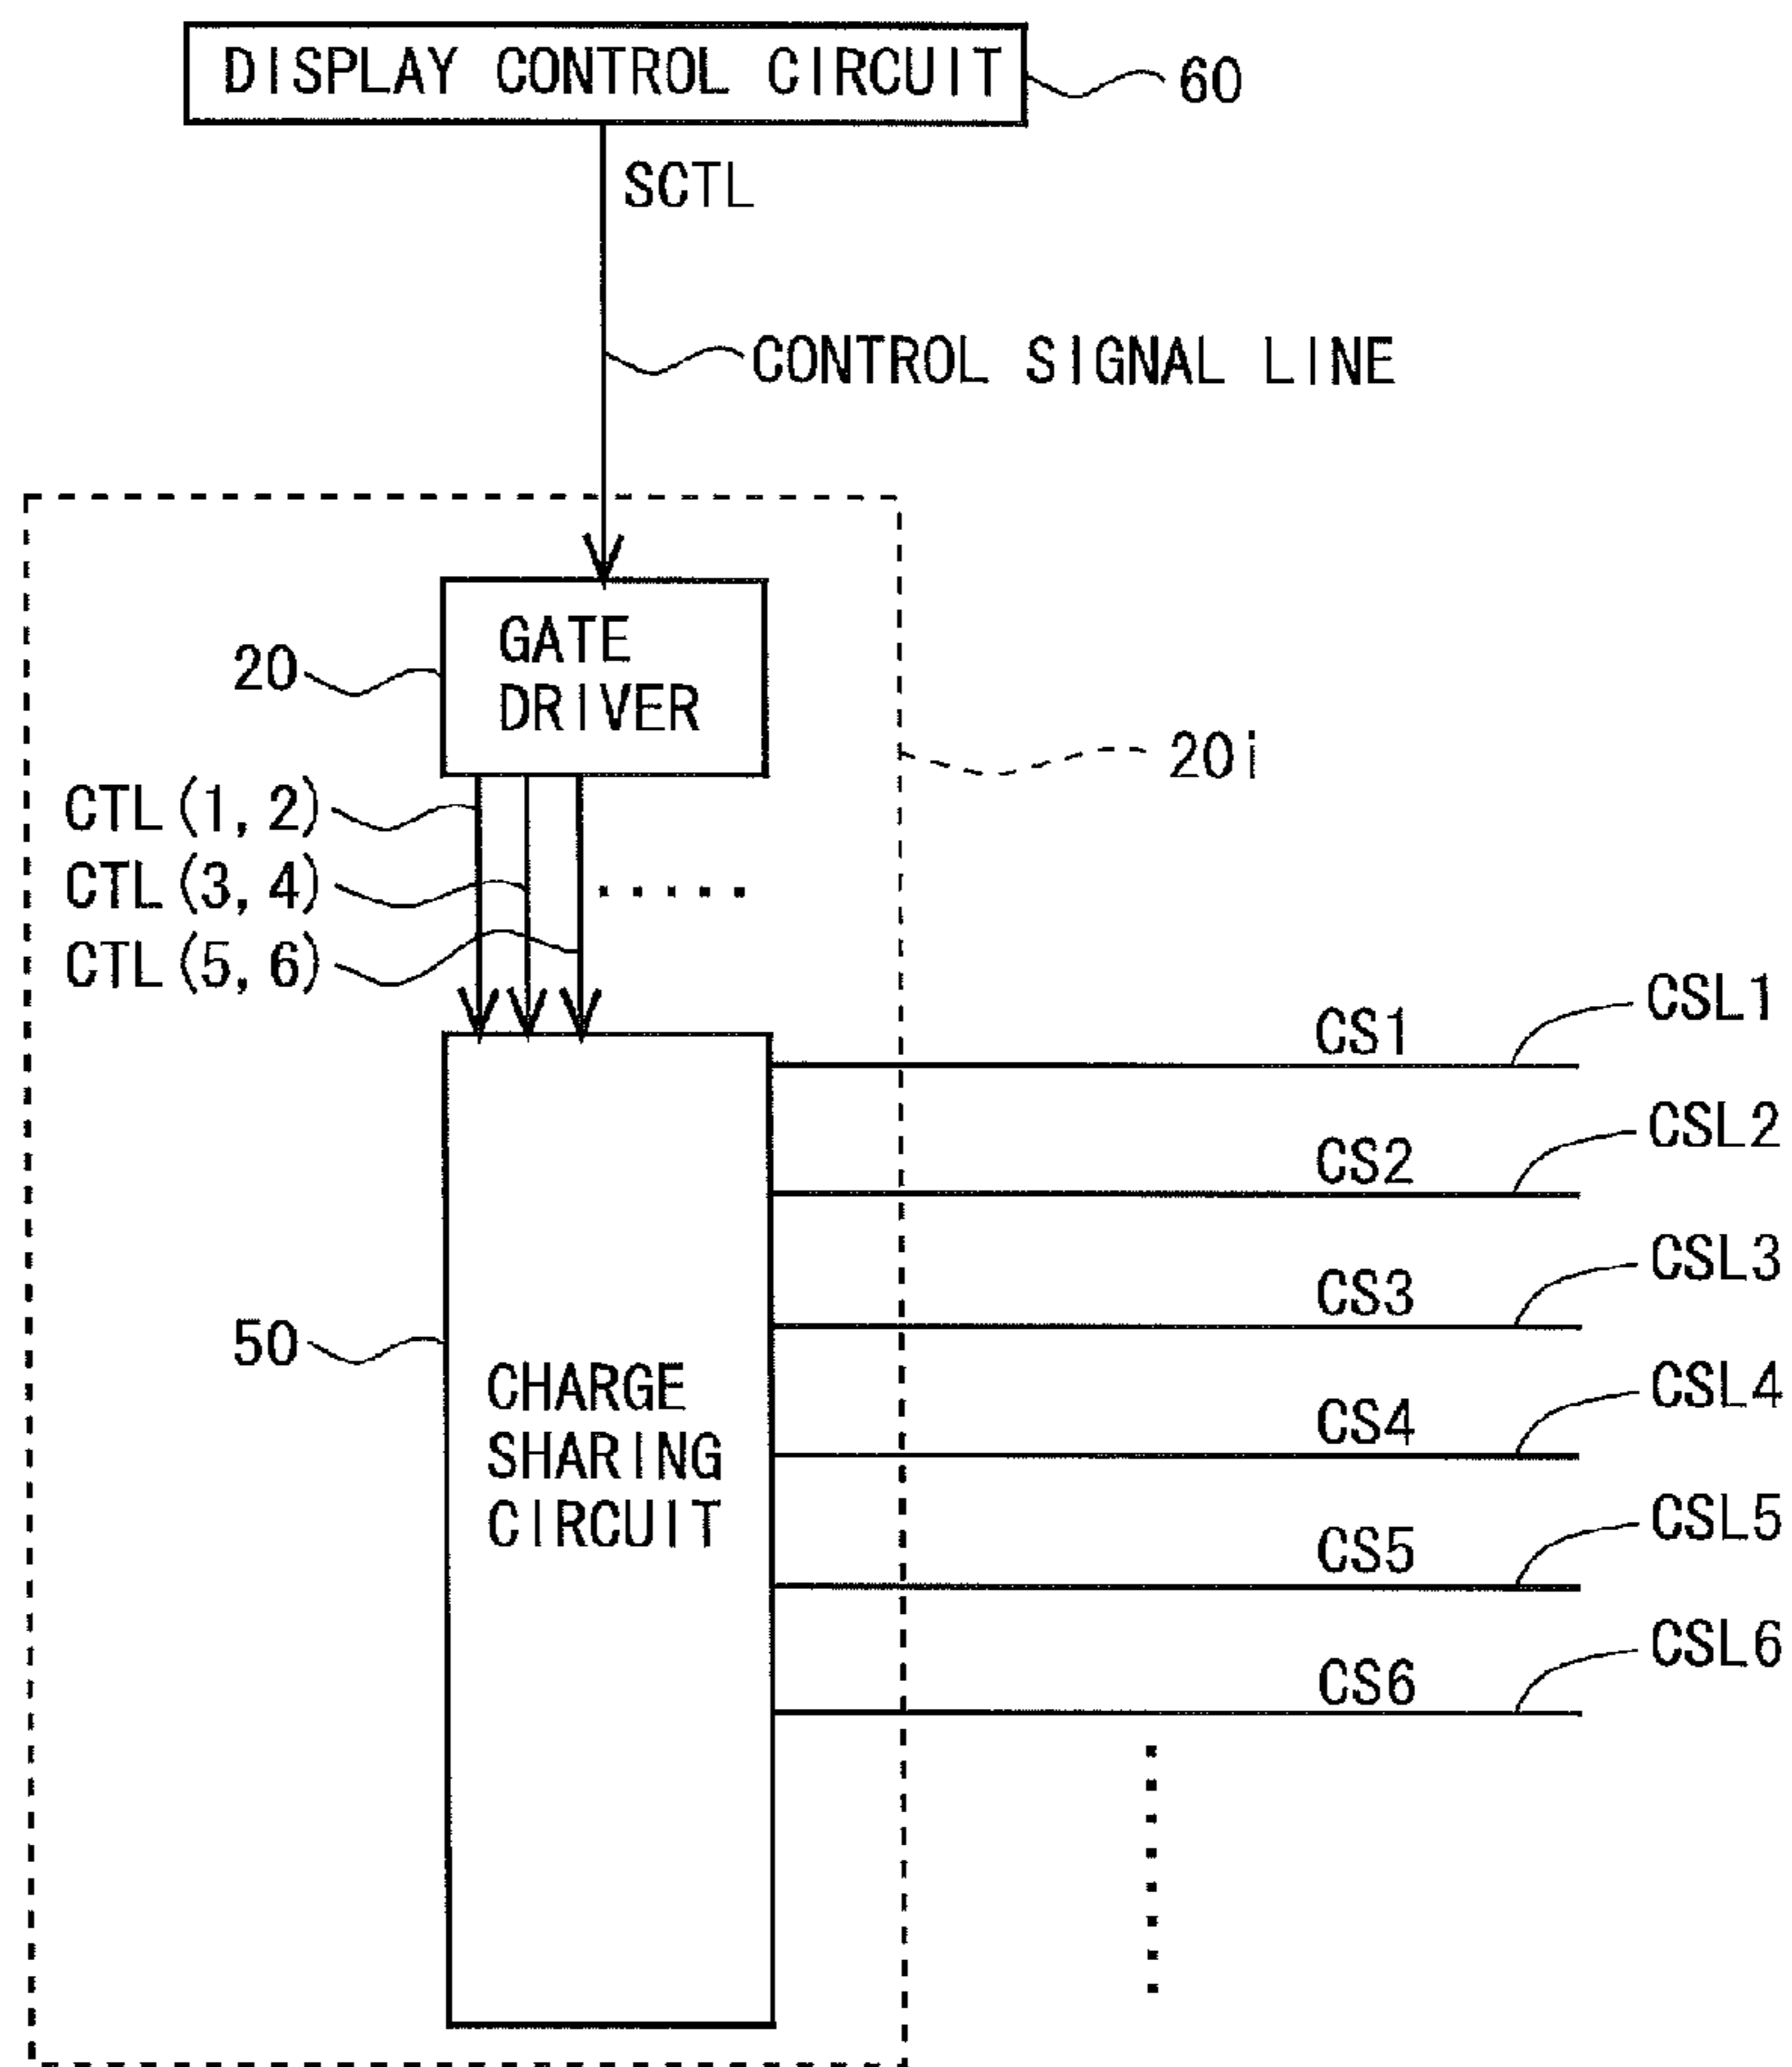 DISPLAY CONTROL CIRCUIT
60
SCTL
CONTROL SIGNAL LINE
20
GATE
DRIVER
20i
CTL(1, 2)
CTL(3, 4)
CTL(5, 6)
CS1
CSL1
CS2
CSL2
CS3
CSL3
50
CHARGE
SHARING
CIRCUIT
CS4
CSL4
CS5
CSL5
CS6
CSL6